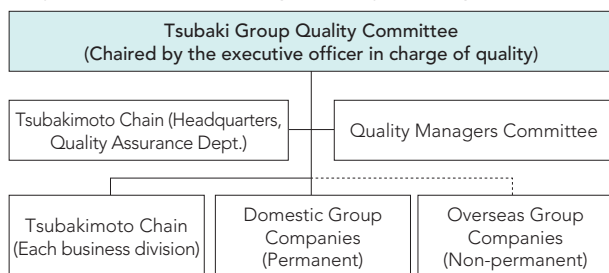 Tsubaki Group Quality Committee
(Chaired by the executive officer in charge of quality)
Tsubakimoto Chain (Headquarters,
Quality Assurance Dept.)
Quality Managers Committee
Tsubakimoto Chain
(Each business division)
Domestic Group
Companies
(Permanent)
Overseas Group
Companies
(Non-permanent)